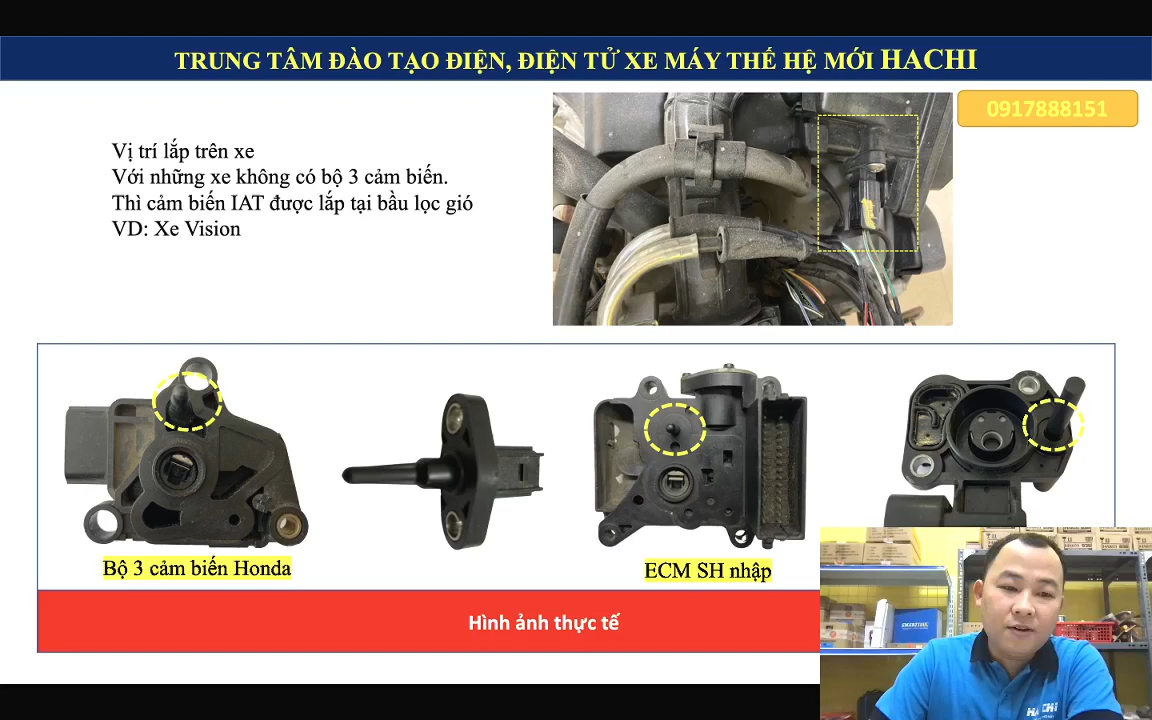 TRUNG TÂM ĐÀO TẠO ĐIỆN, ĐIỆN TỬ XE MÁY THẾ HỆ MỚI HACHI
0917888151
Vị trí lắp trên xe
Với những xe không có bộ 3 cảm biến.
Thì cảm biến IAT được lắp tại bầu lọc gió
VD: Xe Vision
Bộ 3 cảm biến Honda
ECM SH nhập
Hình ảnh thực tế
HACHI